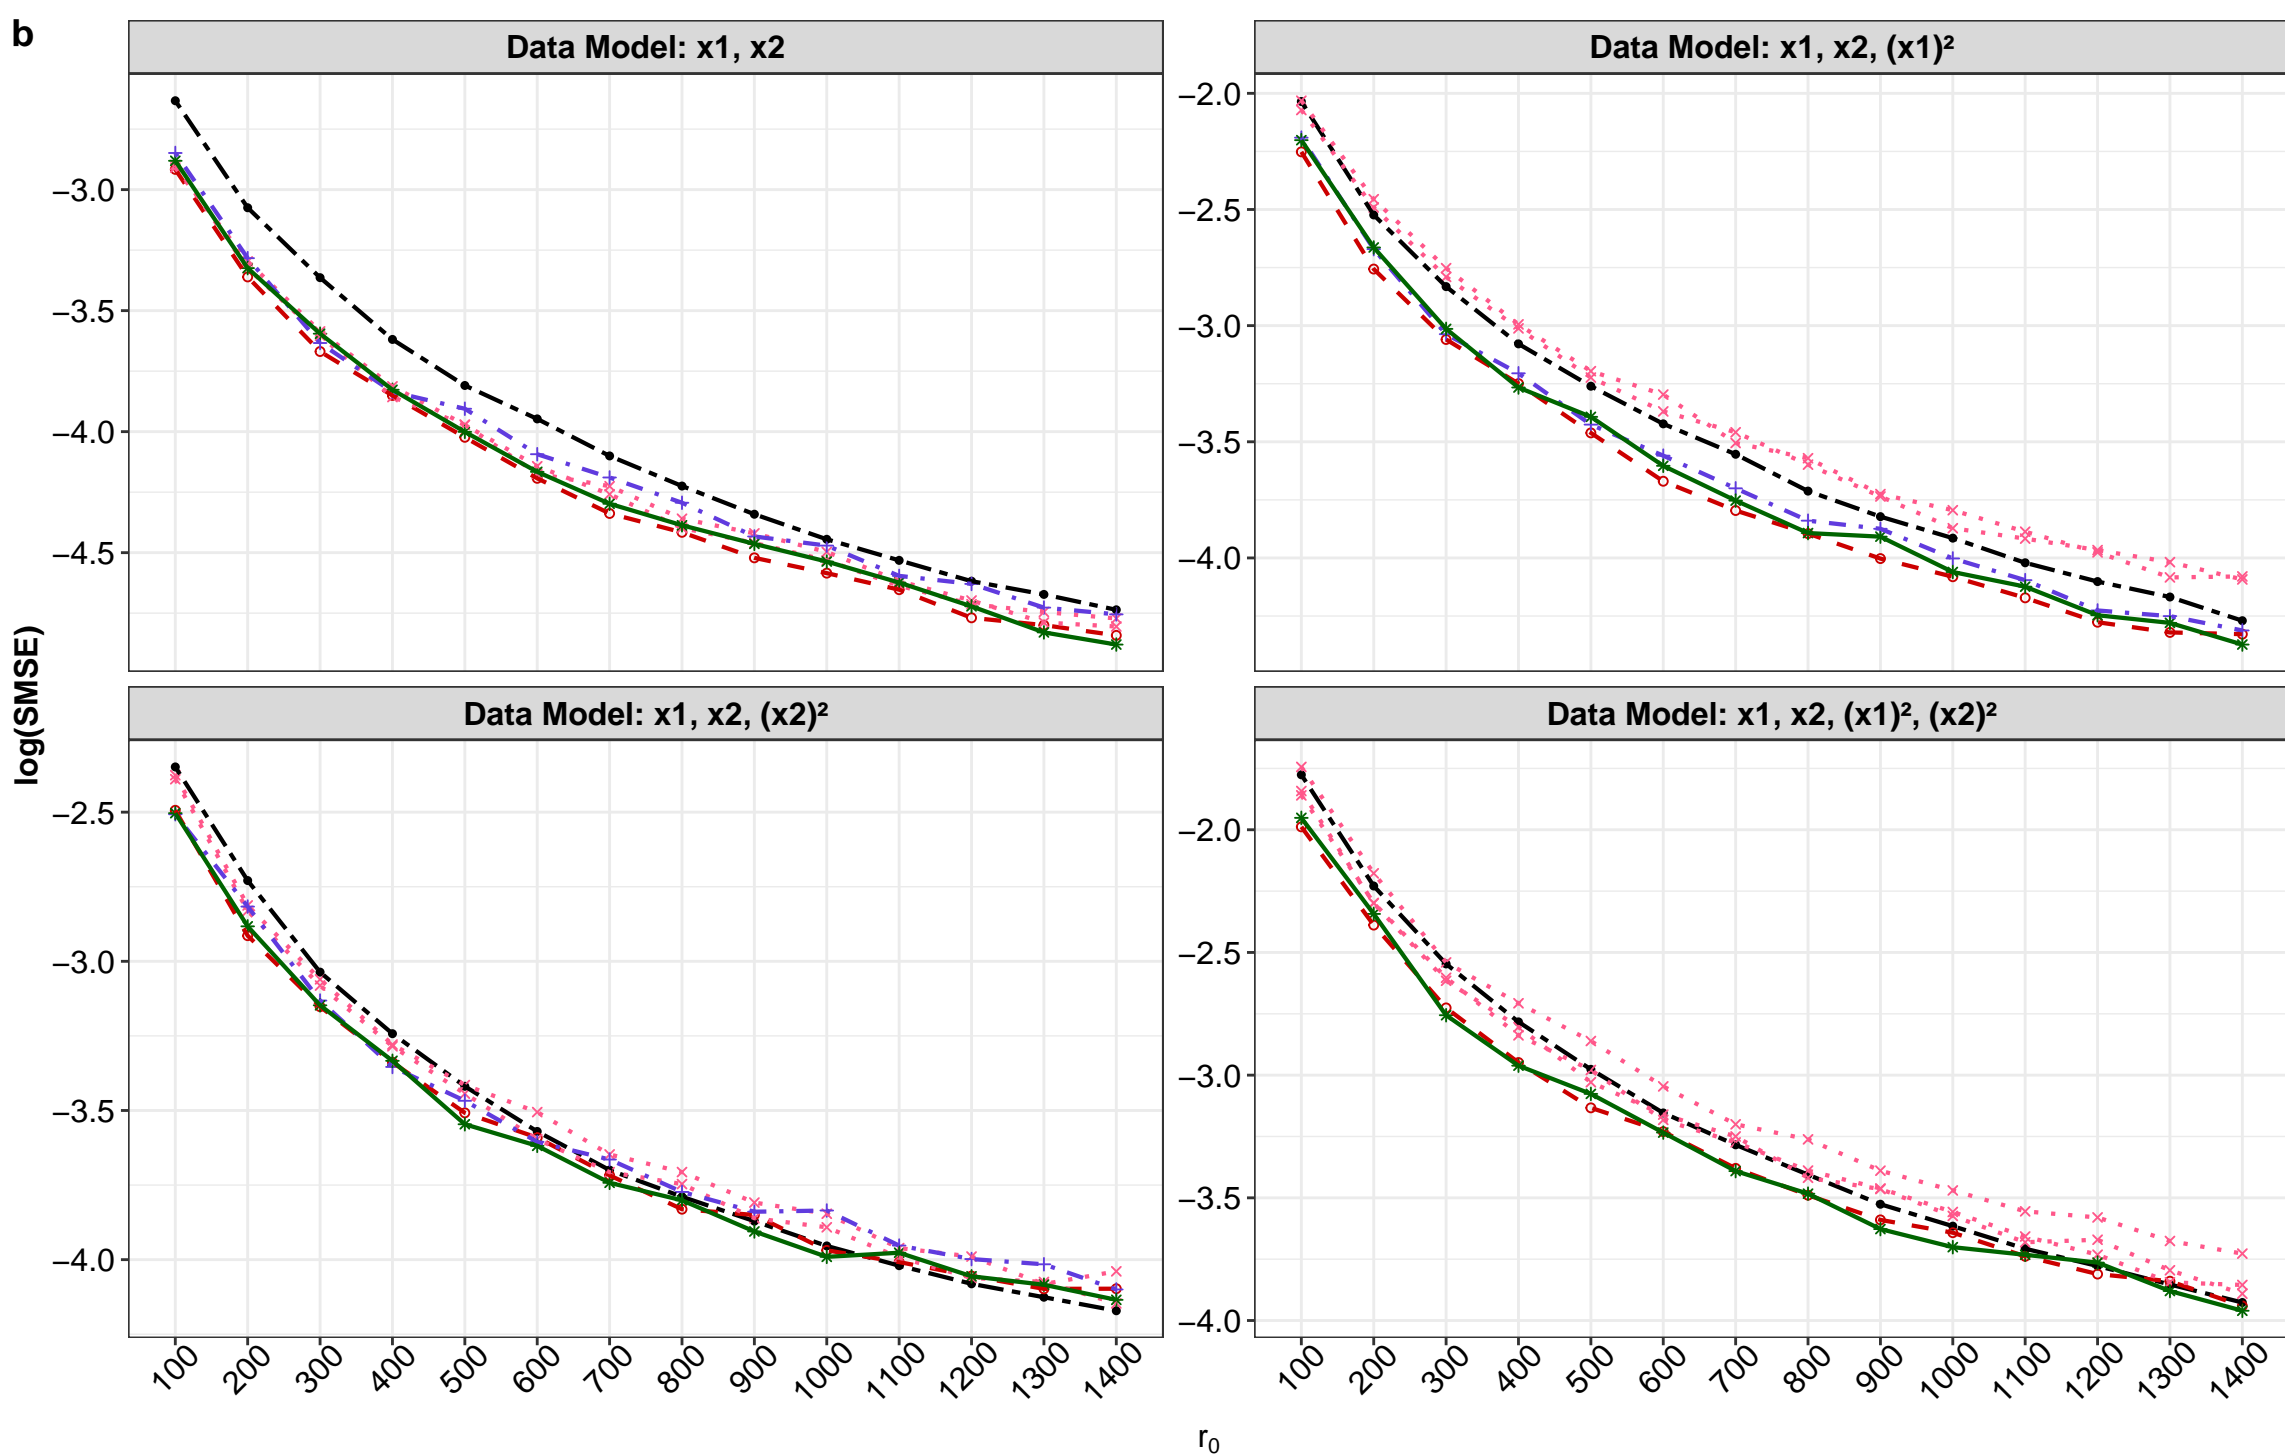 b
Data Model: x1, x2
Data Model: x1, x2, (x1)²
−3.0
−3.5
−4.0
−4.5
−2.0
−2.5
−3.0
−3.5
−4.0
log(SMSE)
Data Model: x1, x2, (x2)²
Data Model: x1, x2, (x1)², (x2)²
−2.5
−3.0
−3.5
−4.0
−2.0
−2.5
−3.0
−3.5
−4.0
100 200 300 400 500 600 700 800 900 1000 1100 1200 1300 1400
100 200 300 400 500 600 700 800 900 1000 1100 1200 1300 1400
r₀